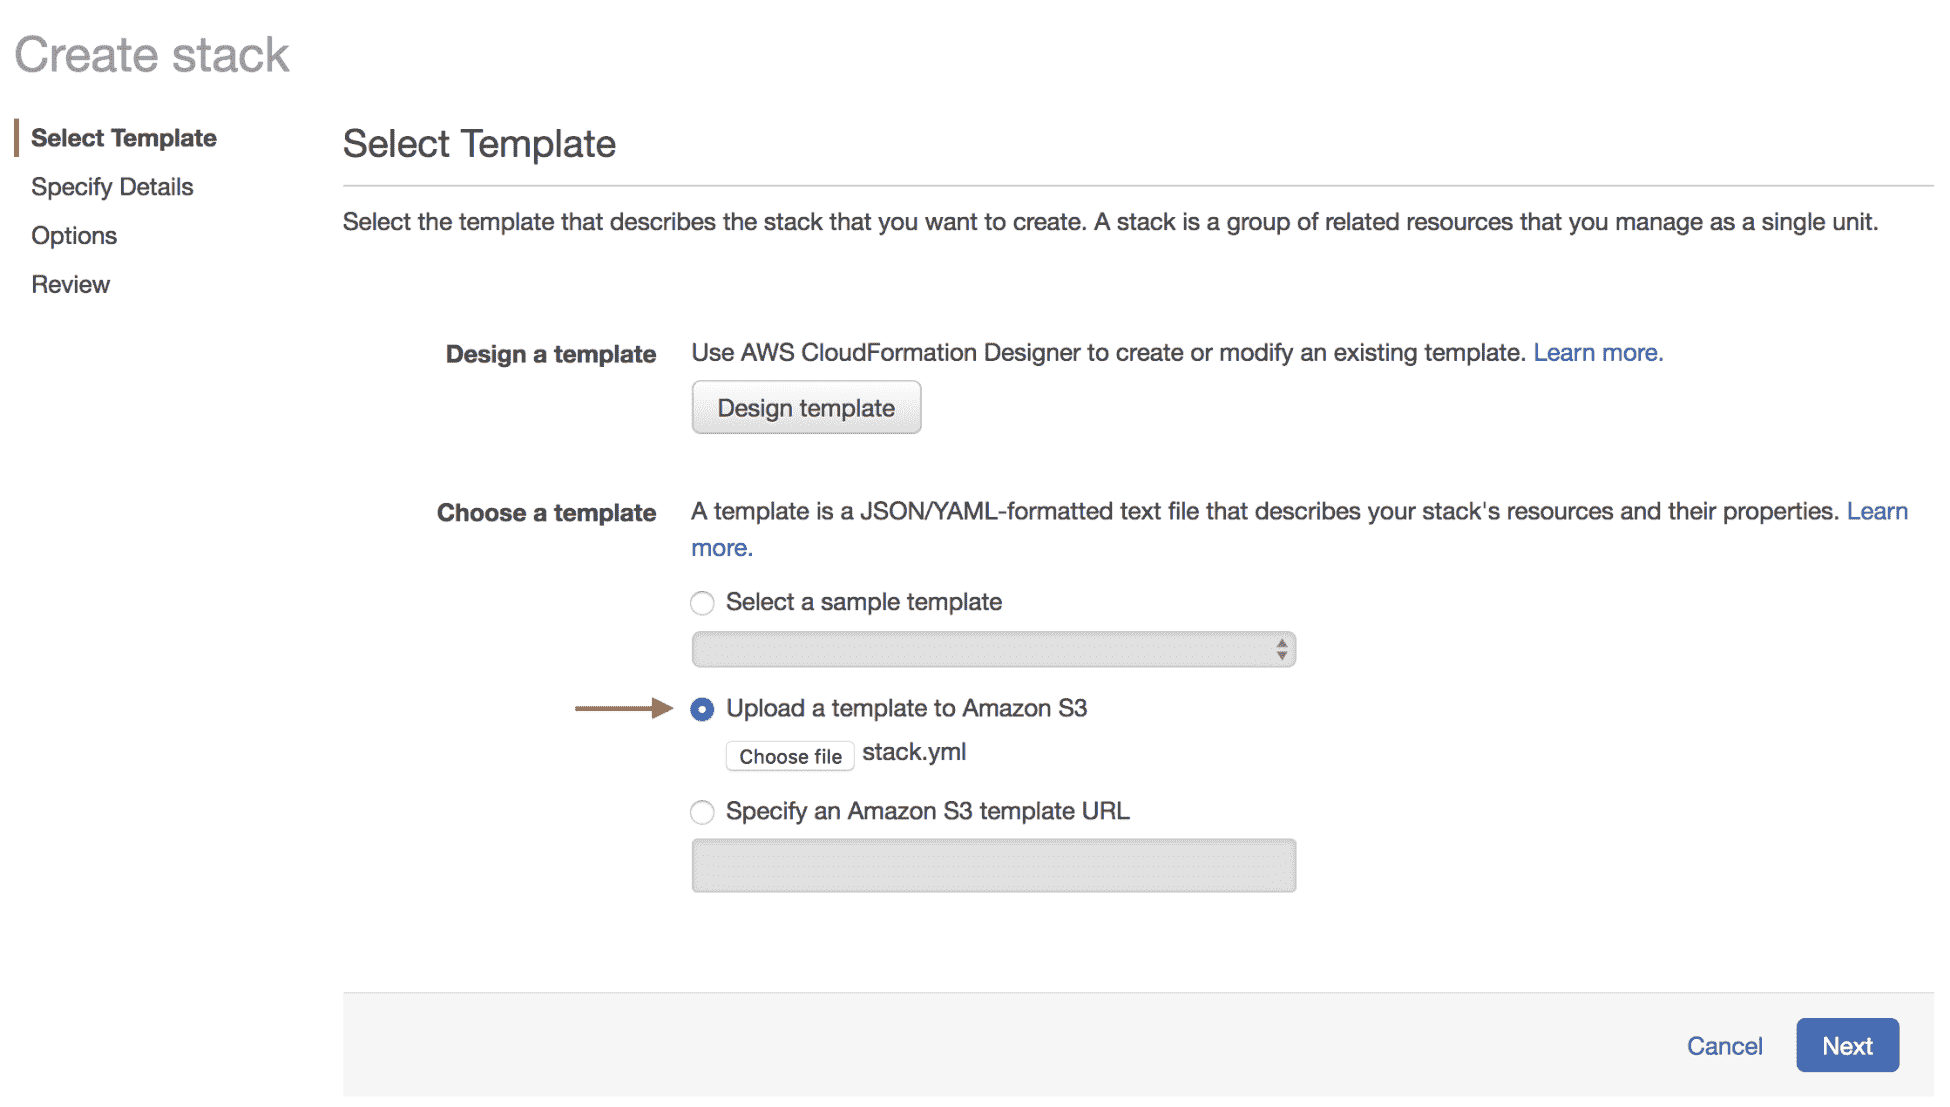 Create stack
Select Template
Specify Details
Options
Review
Select Template
Select the template that describes the stack that you want to create. A stack is a group of related resources that you manage as a single unit.
Design a template
Use AWS CloudFormation Designer to create or modify an existing template. Learn more.
Design template
Choose a template
A template is a JSON/YAML-formatted text file that describes your stack's resources and their properties. Learn
more.
Select a sample template
Upload a template to Amazon S3
Choose file stack.yml
Specify an Amazon S3 template URL
Cancel
Next